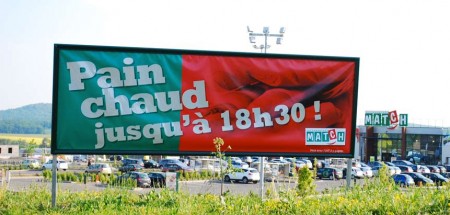 Pain
chaud
jusqu'à 18h30 !
MATCH
MATCH